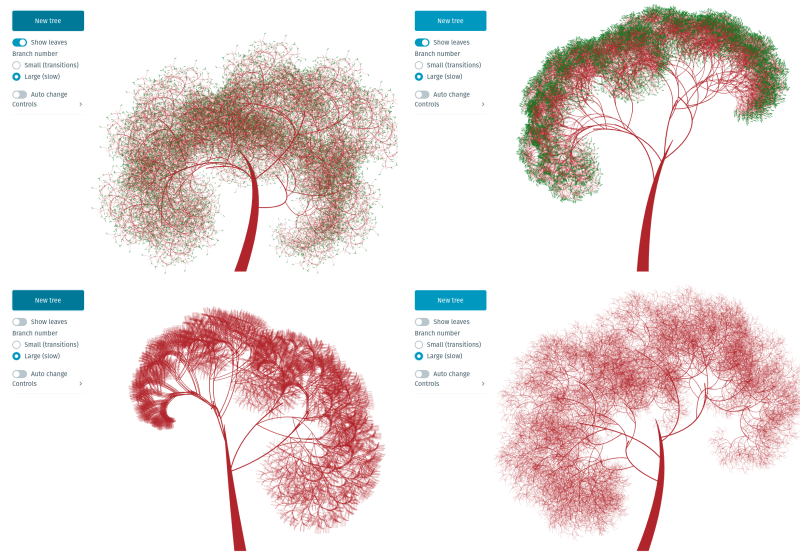 New tree
Show leaves
Branch number
Small (transitions)
Large (slow)
Auto change
Controls
New tree
Show leaves
Branch number
Small (transitions)
Large (slow)
Auto change
Controls
New tree
Show leaves
Branch number
Small (transitions)
Large (slow)
Auto change
Controls
New tree
Show leaves
Branch number
Small (transitions)
Large (slow)
Auto change
Controls